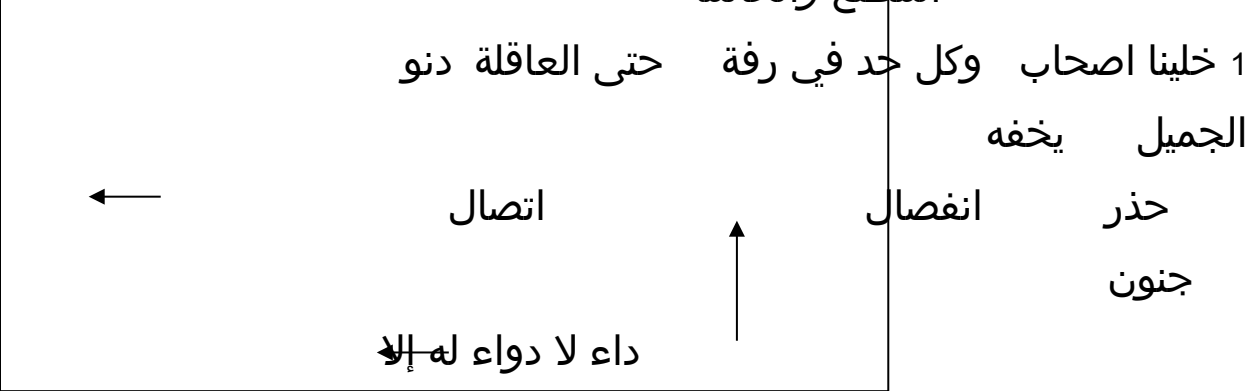 1 خلينا اصحاب وكل حد في رفة حتى العاقلة دنو
الجميل يخفه
حذر انفصال اتصال
جنون
داء لا دواء له إلا